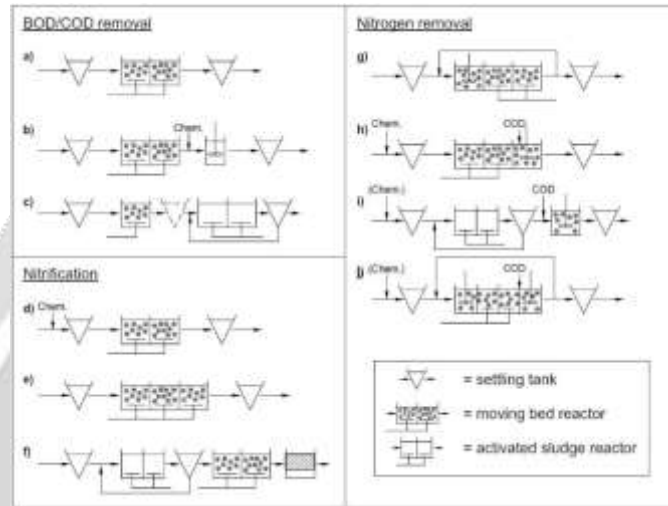 BOD/COD removal
a)
b)
Chem.
c)
Nitrification
d)
Chem.
e)
f)
Nitrogen removal
g)
h)
Chem.
COD
i)
(Chem.)
COD
j)
(Chem.)
COD
= settling tank
= moving bed reactor
= activated sludge reactor